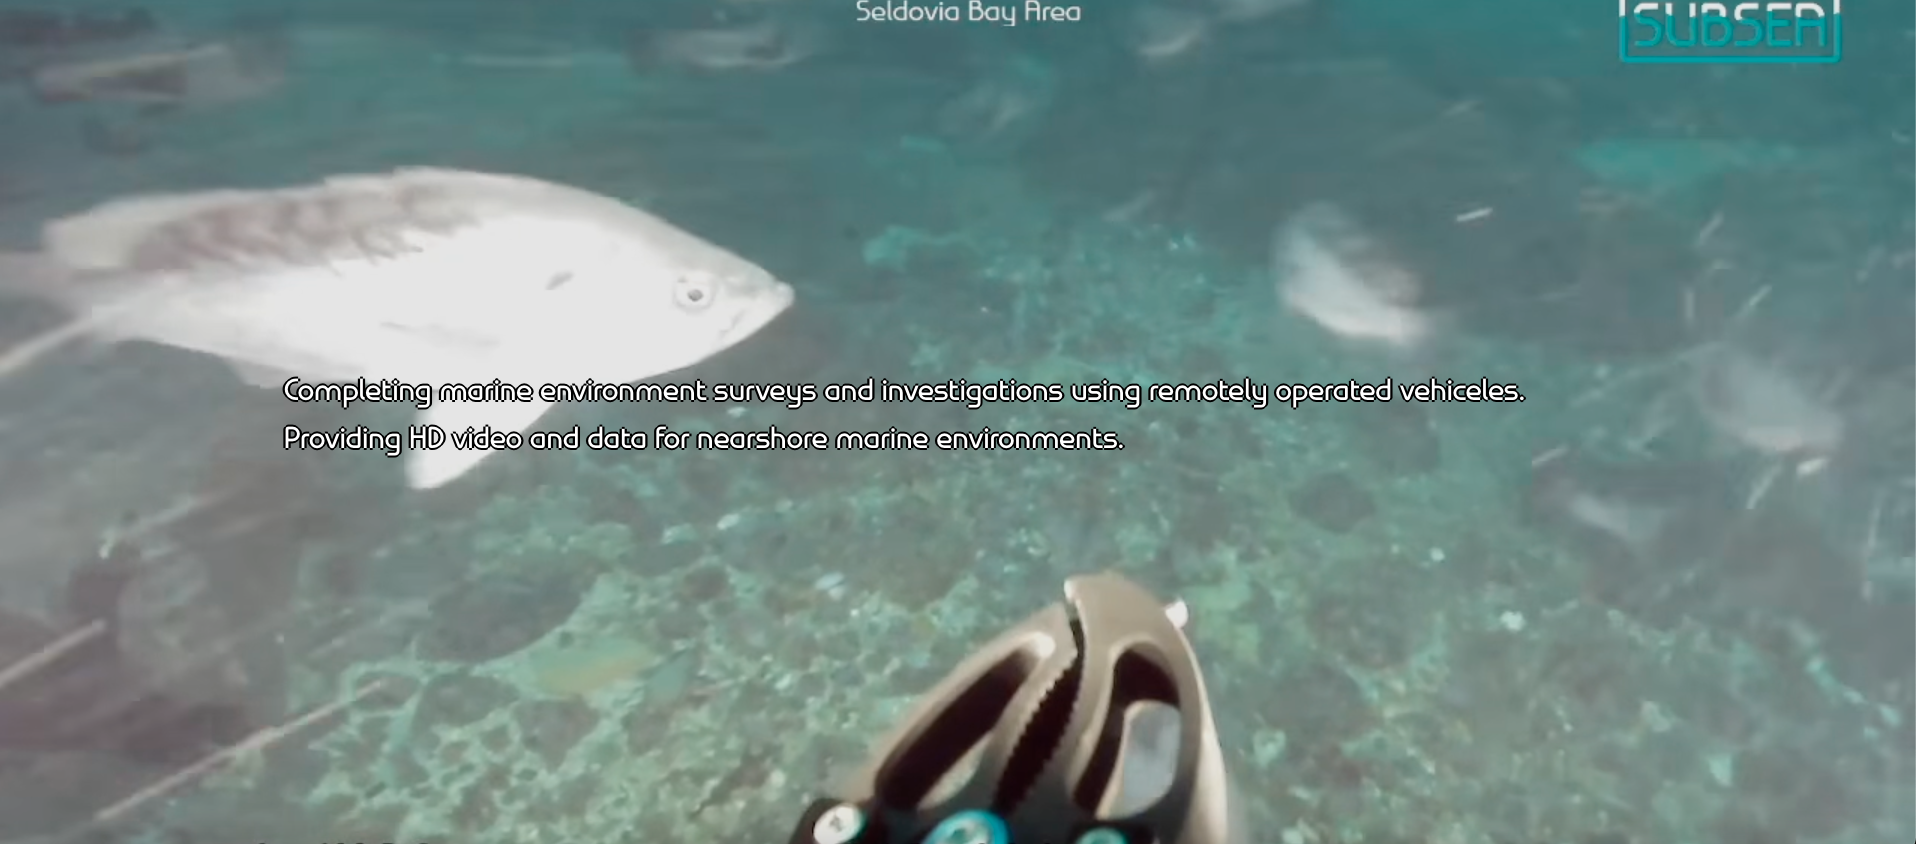 Seldovia Bay Area
SUBSEA
Completing marine environment surveys and investigations using remotely operated vehiceles.
Providing HD video and data for nearshore marine environments.